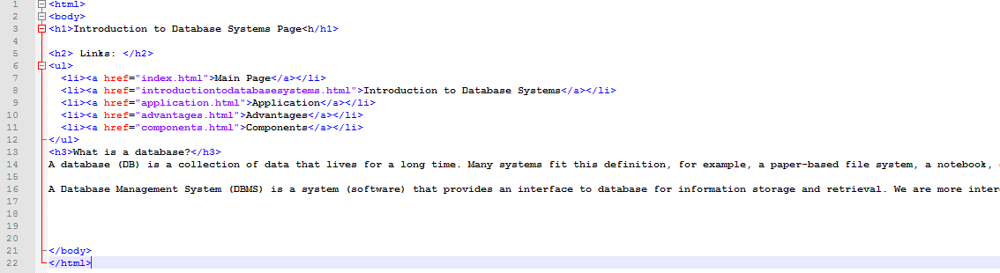 1 <html>
2 <body>
3 <h1>Introduction to Database Systems Page<h/h1>
4
5 <h2> Links: </h2>
6 <ul>
7 <li><a href="index.html">Main Page</a></li>
8 <li><a href="introductiontodatabasesystems.html">Introduction to Database Systems</a></li>
9 <li><a href="application.html">Application</a></li>
10 <li><a href="advantages.html">Advantages</a></li>
11 <li><a href="components.html">Components</a></li>
12 </ul>
13 <h3>What is a database?</h3>
14 A database (DB) is a collection of data that lives for a long time. Many systems fit this definition, for example, a paper-based file system, a notebook,
15
16 A Database Management System (DBMS) is a system (software) that provides an interface to database for information storage and retrieval. We are more inter
17
18
19
20
21 </body>
22 </html>